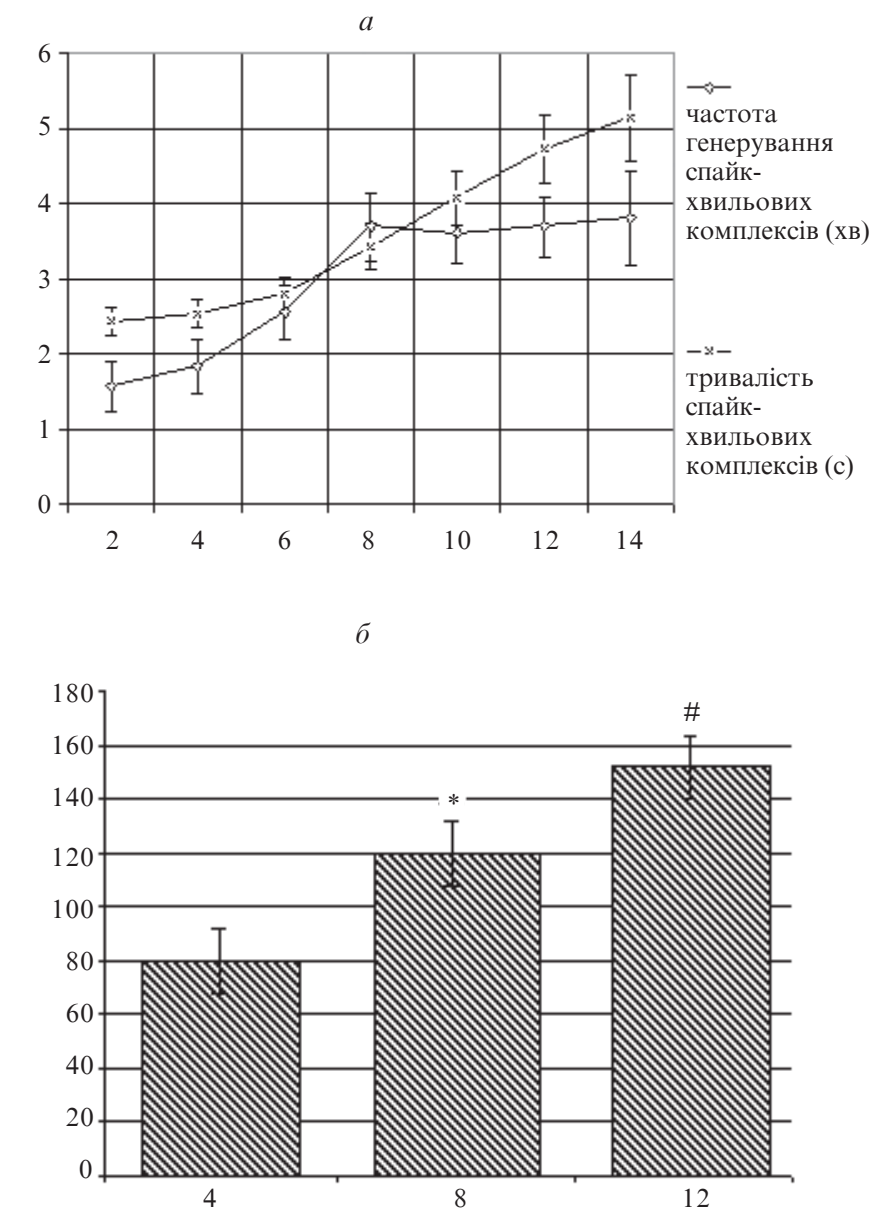 а
6
5
4
3
2
1
0
2 4 6 8 10 12 14
частота
генерування
спайк-
хвильових
комплексів (хв)
тривалість
спайк-
хвильових
комплексів (с)
б
180
160
140
120
100
80
60
40
20
0
*
#
4 8 12